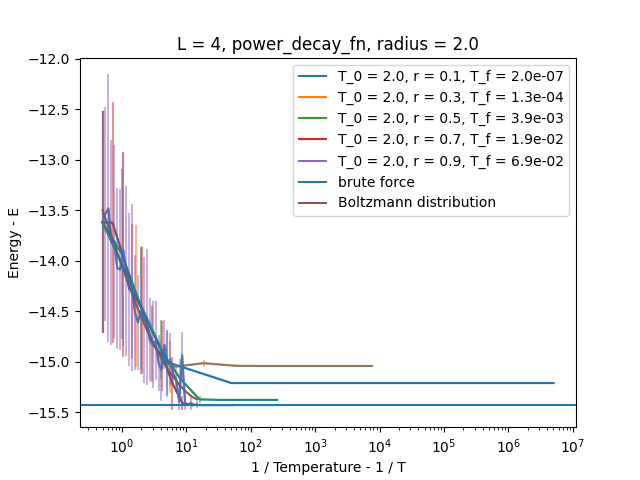 L = 4, power_decay_fn, radius = 2.0
T_0 = 2.0, r = 0.1, T_f = 2.0e-07
T_0 = 2.0, r = 0.3, T_f = 1.3e-04
T_0 = 2.0, r = 0.5, T_f = 3.9e-03
T_0 = 2.0, r = 0.7, T_f = 1.9e-02
T_0 = 2.0, r = 0.9, T_f = 6.9e-02
brute force
Boltzmann distribution
Energy - E
−12.0
−12.5
−13.0
−13.5
−14.0
−14.5
−15.0
−15.5
10⁰ 10¹ 10² 10³ 10⁴ 10⁵ 10⁶ 10⁷
1 / Temperature - 1 / T